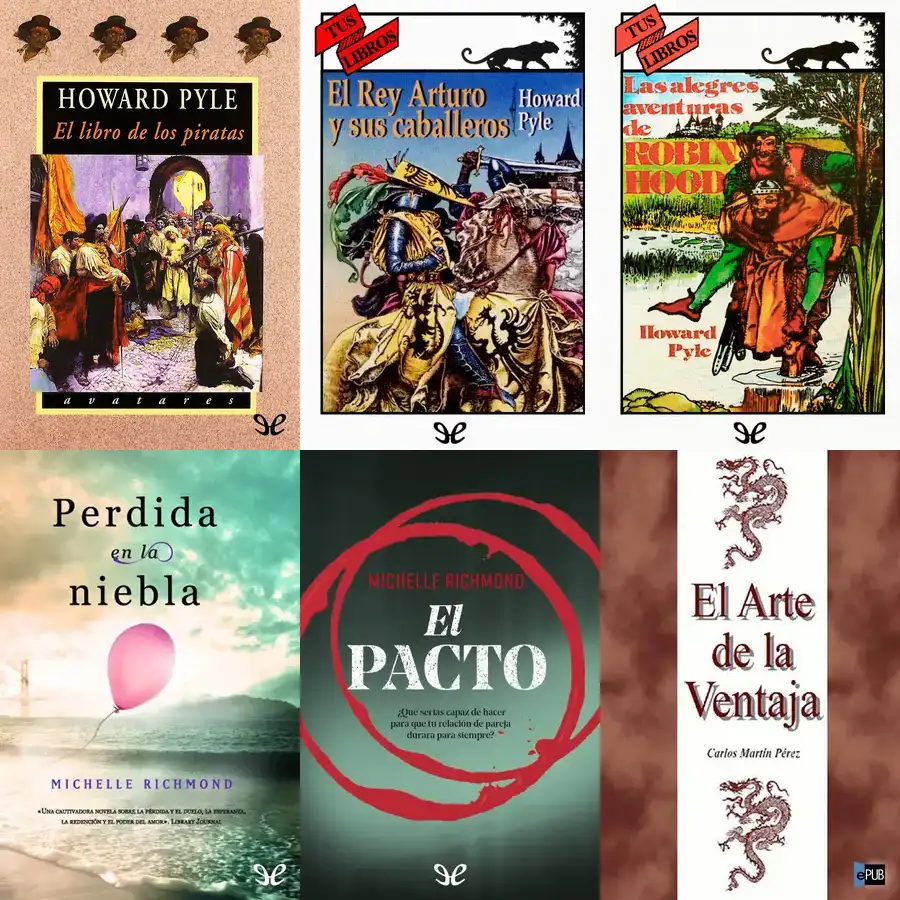 HOWARD PYLE
El libro de los piratas
avatares
TUS
LIBROS
El Rey Arturo
y sus caballeros
Howard
Pyle
TUS
LIBROS
Las alegres
aventuras
de
ROBIN
HOOD
Howard
Pyle
Perdida
en la
niebla
MICHELLE RICHMOND
«UNA CAUTIVADORA NOVELA SOBRE LA PÉRDIDA Y EL DUELO, LA ESPERANZA,
LA REDENCIÓN Y EL PODER DEL AMOR». LIBRARY JOURNAL
MICHELLE RICHMOND
El
PACTO
¿Qué serías capaz de hacer
para que tu relación de pareja
durara para siempre?
El Arte
de la
Ventaja
Carlos Martín Pérez
ePUB